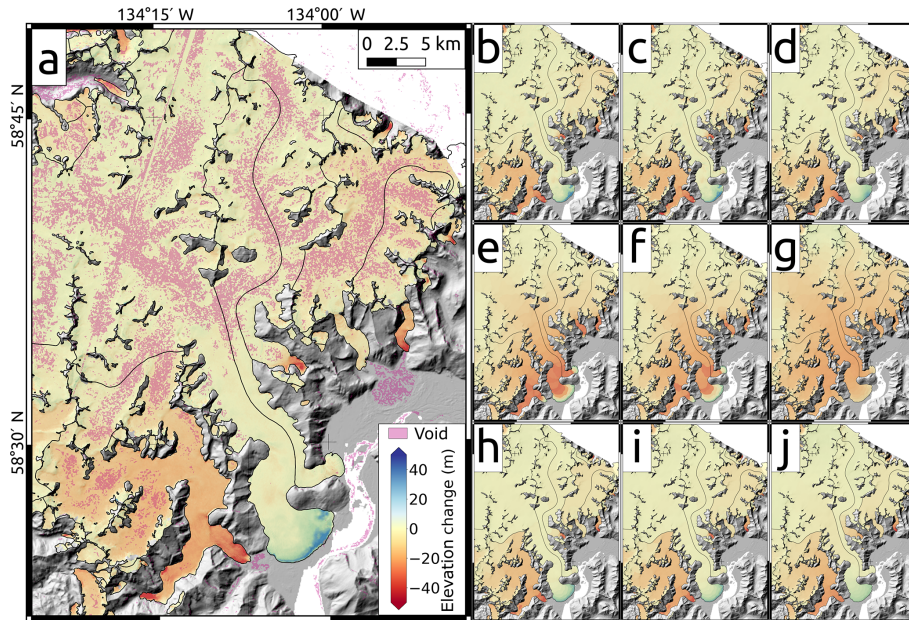 134°15′ W
134°00′ W
a
0 2.5 5 km
58°45′ N
58°30′ N
Void
Elevation change (m)
40
20
0
−20
−40
b
c
d
e
f
g
h
i
j